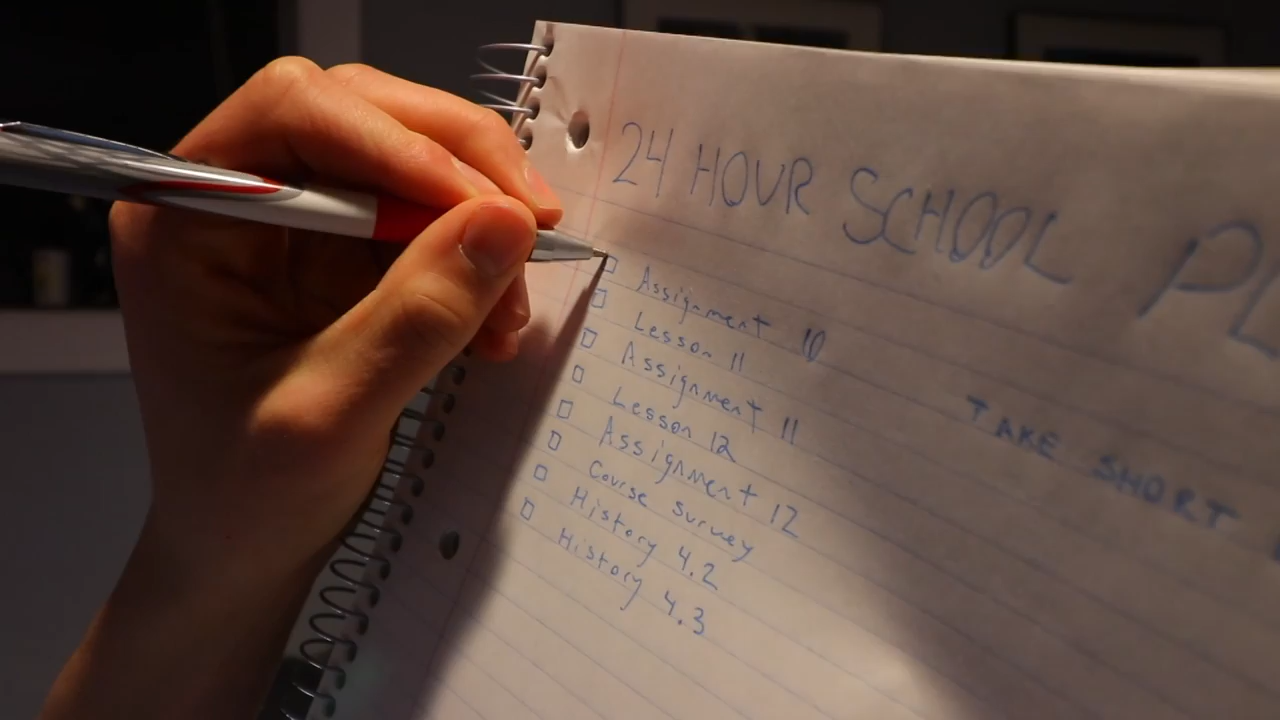 24 HOUR SCHOOL PL
Assignment 10
Lesson 11
Assignment 11
Lesson 12
Assignment 12
Course survey
History 4.2
History 4.3
TAKE SHORT